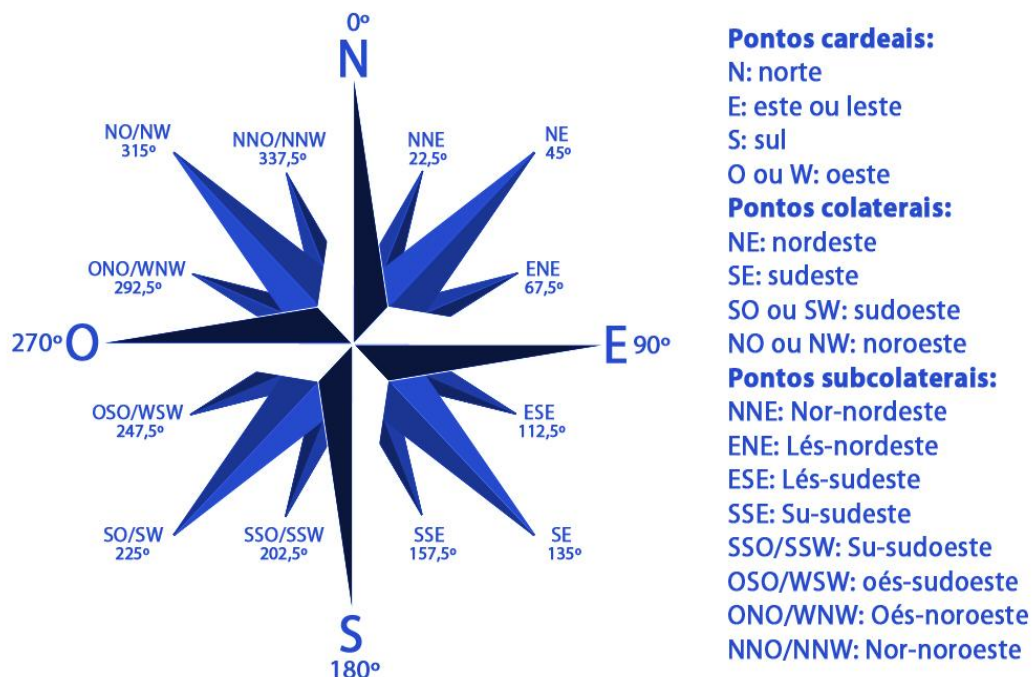 0º
N
NO/NW
315º
NNO/NNW
337,5º
NNE
22,5º
NE
45º
ONO/WNW
292,5º
ENE
67,5º
270º O
E 90º
OSO/WSW
247,5º
ESE
112,5º
SO/SW
225º
SSO/SSW
202,5º
SSE
157,5º
SE
135º
S
180º
Pontos cardeais:
N: norte
E: este ou leste
S: sul
O ou W: oeste
Pontos colaterais:
NE: nordeste
SE: sudeste
SO ou SW: sudoeste
NO ou NW: noroeste
Pontos subcolaterais:
NNE: Nor-nordeste
ENE: Lés-nordeste
ESE: Lés-sudeste
SSE: Su-sudeste
SSO/SSW: Su-sudoeste
OSO/WSW: oés-sudoeste
ONO/WNW: Oés-noroeste
NNO/NNW: Nor-noroeste